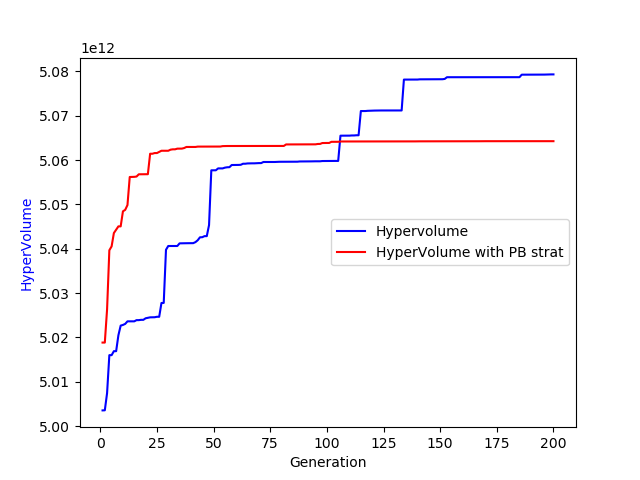 1e12
5.08
5.07
5.06
5.05
5.04
5.03
5.02
5.01
5.00
HyperVolume
Hypervolume
HyperVolume with PB strat
0 25 50 75 100 125 150 175 200
Generation